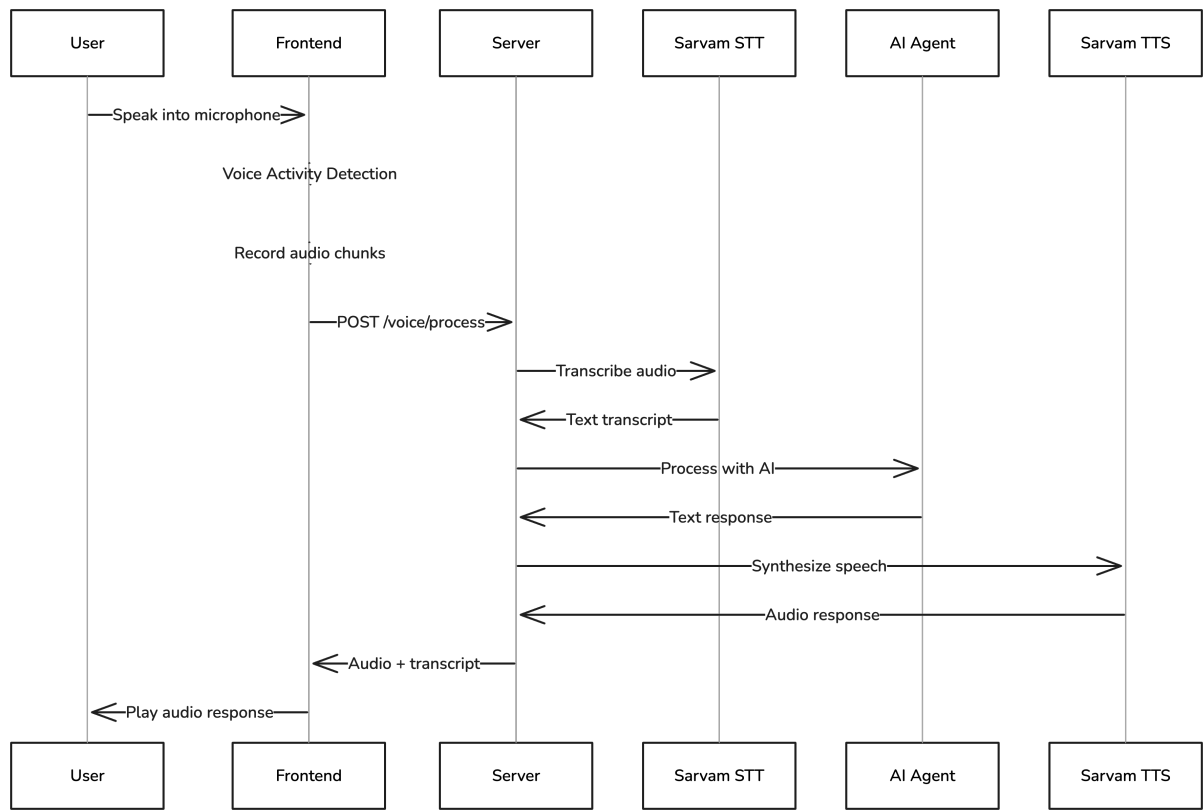 User
Frontend
Server
Sarvam STT
AI Agent
Sarvam TTS
Speak into microphone
Voice Activity Detection
Record audio chunks
POST /voice/process
Transcribe audio
Text transcript
Process with AI
Text response
Synthesize speech
Audio response
Audio + transcript
Play audio response
User
Frontend
Server
Sarvam STT
AI Agent
Sarvam TTS